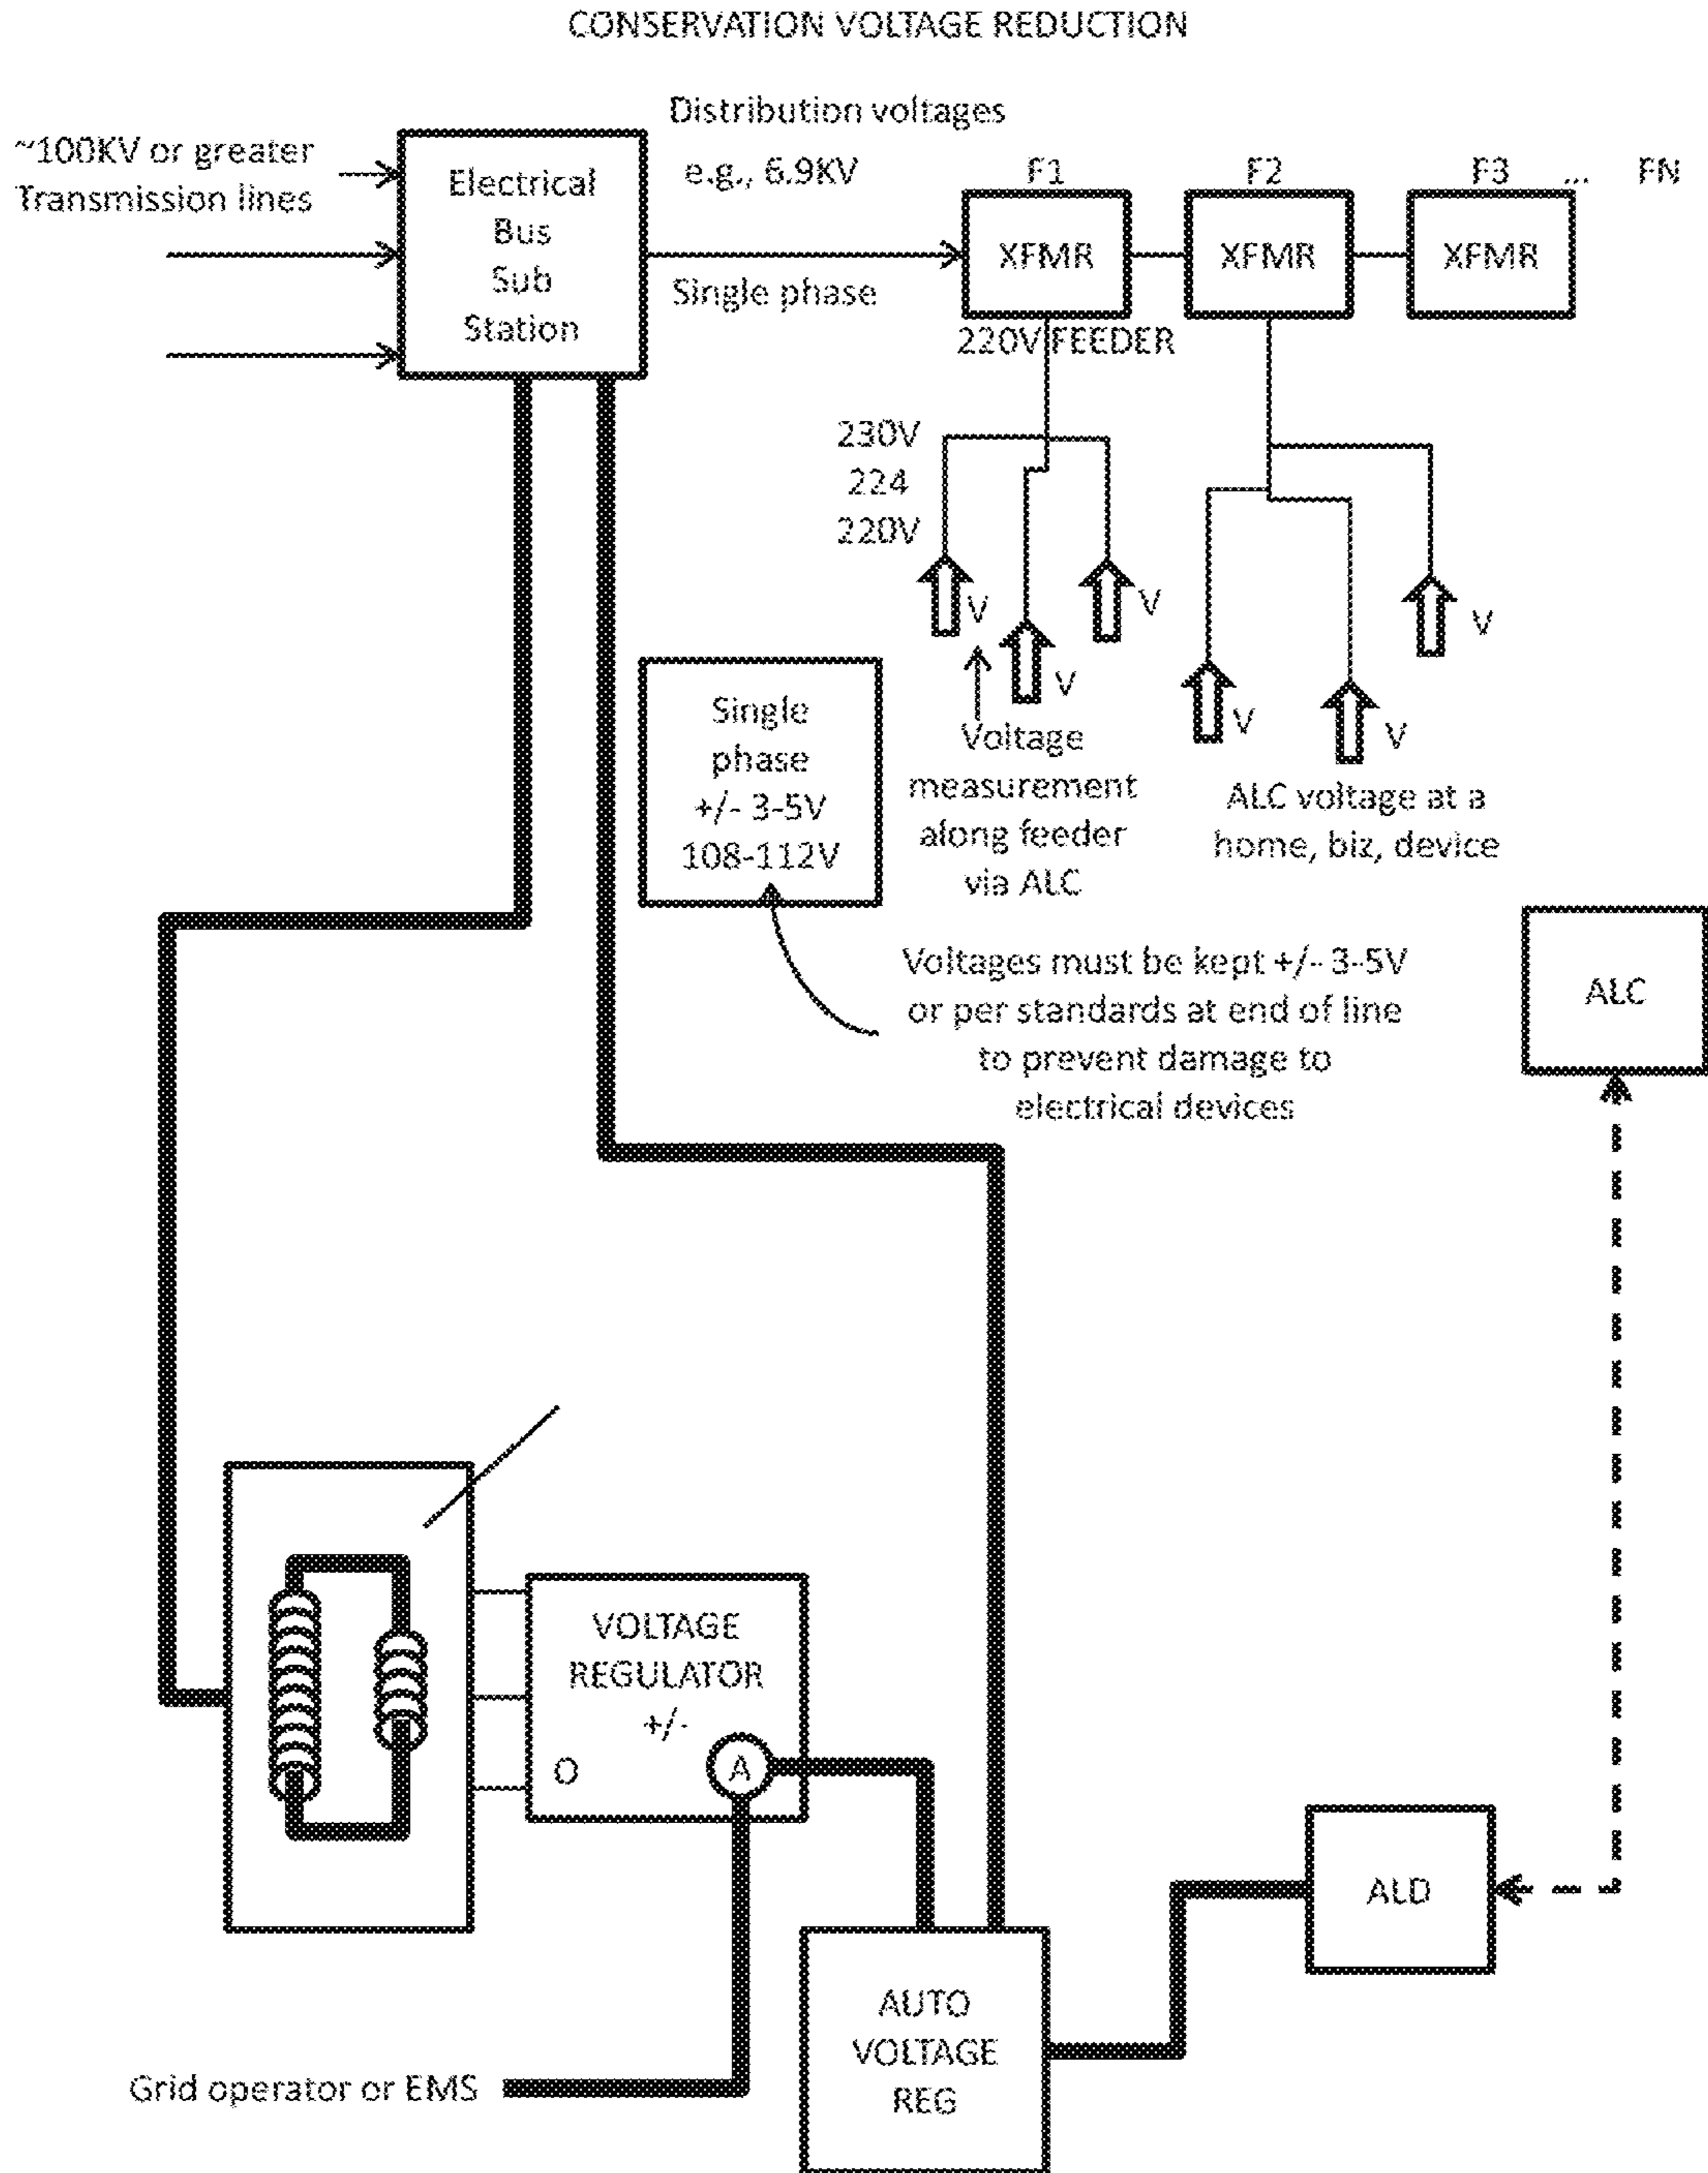 CONSERVATION VOLTAGE REDUCTION
~100KV or greater
Transmission lines
Electrical
Bus
Sub
Station
Distribution voltages
e.g., 6.9KV
Single phase
F1
F2
F3
...
FN
XFMR
XFMR
XFMR
220V FEEDER
230V
224
220V
V
V
V
V
V
V
Voltage
measurement
along feeder
via ALC
ALC voltage at a
home, biz, device
Single
phase
+/- 3-5V
108-112V
Voltages must be kept +/- 3-5V
or per standards at end of line
to prevent damage to
electrical devices
ALC
VOLTAGE
REGULATOR
+/-
O
A
ALD
AUTO
VOLTAGE
REG
Grid operator or EMS